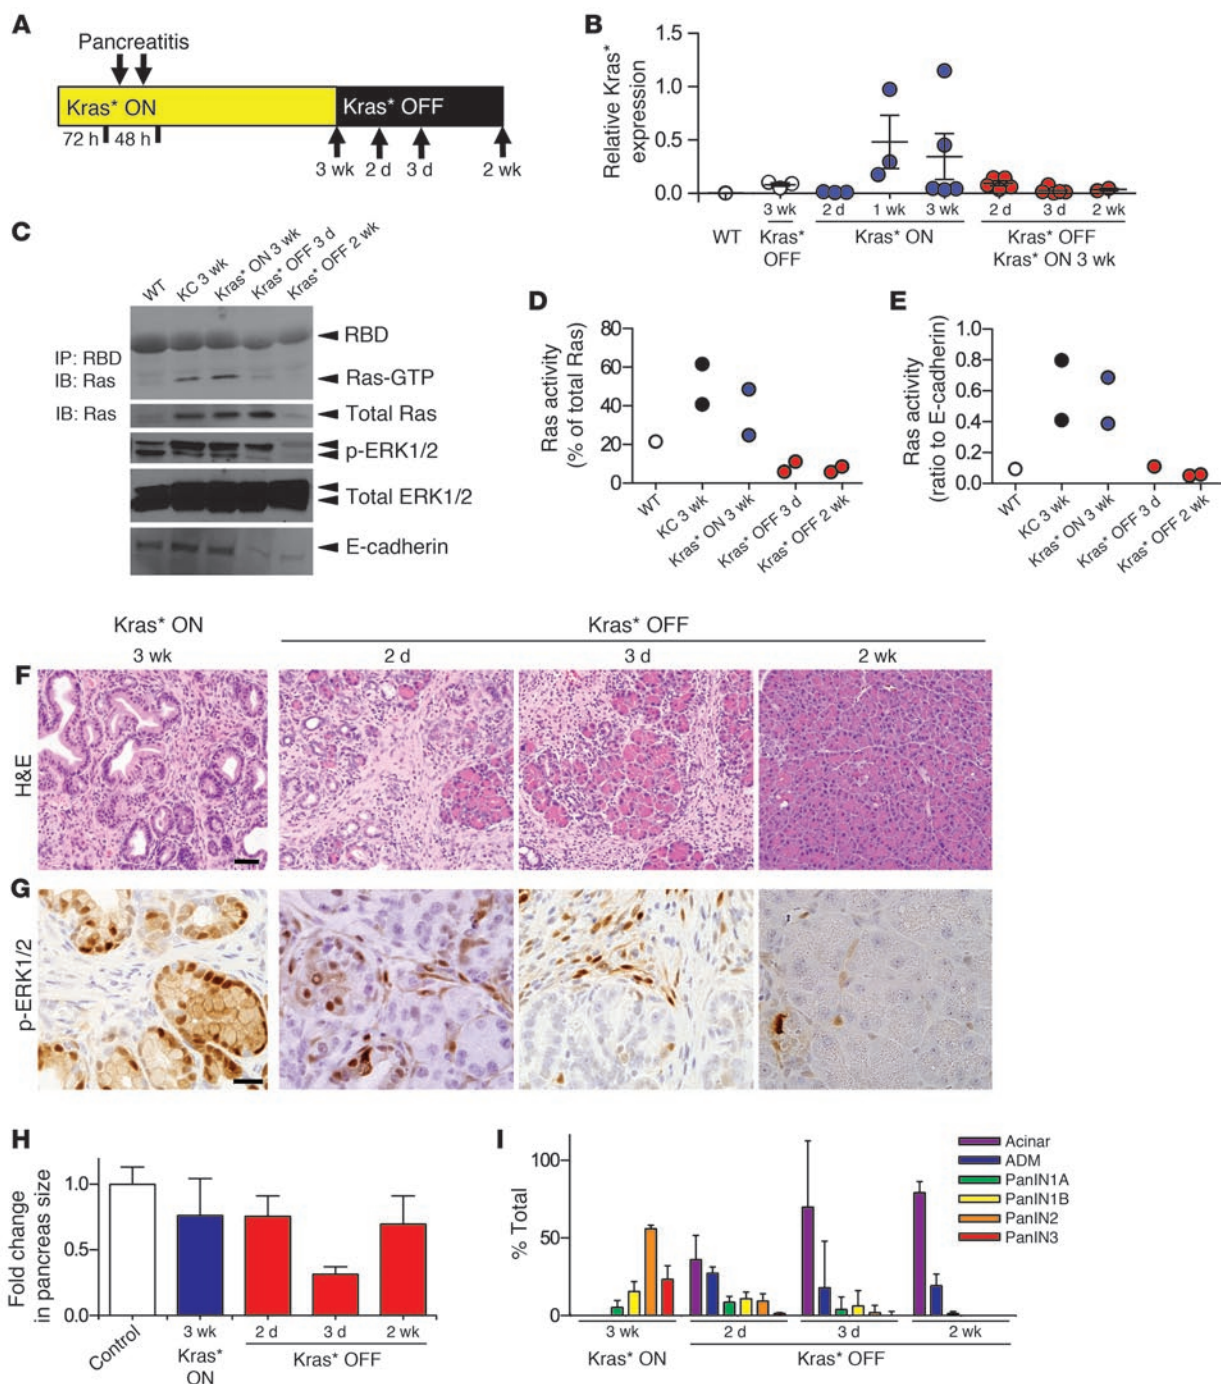 A
Pancreatitis
Kras* ON
Kras* OFF
72 h
48 h
3 wk
2 d
3 d
2 wk
B
Relative Kras*
expression
1.5
1.0
0.5
0.0
3 wk
2 d
1 wk
3 wk
2 d
3 d
2 wk
WT
Kras*
OFF
Kras* ON
Kras* OFF
Kras* ON 3 wk
C
WT
KC 3 wk
Kras* ON 3 wk
Kras* OFF 3 d
Kras* OFF 2 wk
IP: RBD
IB: Ras
IB: Ras
RBD
Ras-GTP
Total Ras
p-ERK1/2
Total ERK1/2
E-cadherin
D
Ras activity
(% of total Ras)
80
60
40
20
0
WT
KC 3 wk
Kras* ON 3 wk
Kras* OFF 3 d
Kras* OFF 2 wk
E
Ras activity
(ratio to E-cadherin)
1.0
0.8
0.6
0.4
0.2
0.0
WT
KC 3 wk
Kras* ON 3 wk
Kras* OFF 3 d
Kras* OFF 2 wk
Kras* ON
Kras* OFF
3 wk
2 d
3 d
2 wk
F
H&E
G
p-ERK1/2
H
Fold change
in pancreas size
1.0
0.5
0.0
Control
3 wk
Kras*
ON
2 d
3 d
2 wk
Kras* OFF
I
% Total
100
50
0
3 wk
2 d
3 d
2 wk
Kras* ON
Kras* OFF
Acinar
ADM
PanIN1A
PanIN1B
PanIN2
PanIN3